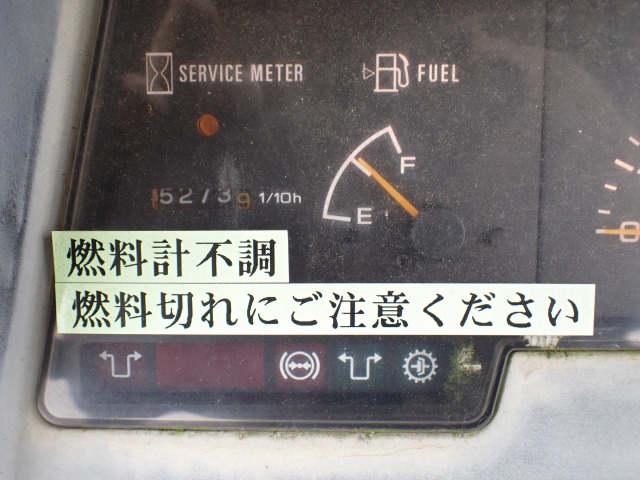 SERVICE METER
FUEL
F
52739
1/10h
E
0
燃料計不調
燃料切れにご注意ください